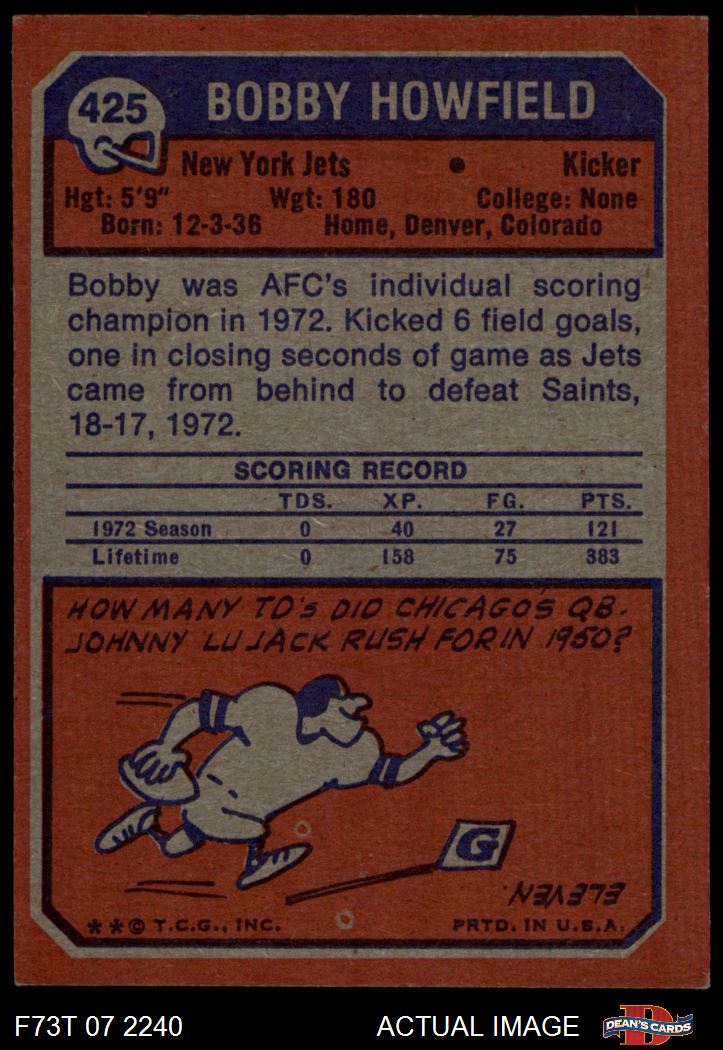 425
BOBBY HOWFIELD
New York Jets • Kicker
Hgt: 5'9" Wgt: 180 College: None
Born: 12-3-36 Home, Denver, Colorado
Bobby was AFC's individual scoring
champion in 1972. Kicked 6 field goals,
one in closing seconds of game as Jets
came from behind to defeat Saints,
18-17, 1972.
SCORING RECORD
TDS. XP. FG. PTS.
1972 Season 0 40 27 121
Lifetime 0 158 75 383
HOW MANY TD's DID CHICAGO'S QB.
JOHNNY LUJACK RUSH FOR IN 1950?
G
ELEVEN.
**© T.C.G., INC. PRTD. IN U.S.A.
F73T 07 2240 ACTUAL IMAGE
D
DEAN'S CARDS